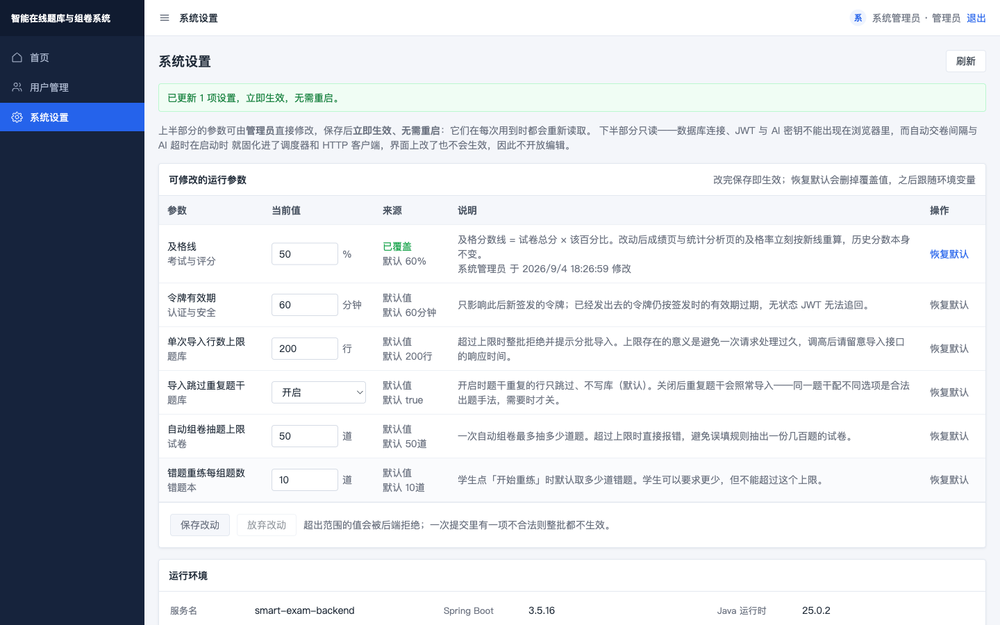 智能在线题库与组卷系统
系统设置
系
系统管理员 · 管理员
退出
首页
用户管理
系统设置
系统设置
刷新
已更新 1 项设置，立即生效，无需重启。
上半部分的参数可由管理员直接修改，保存后立即生效、无需重启：它们在每次用到时都会重新读取。 下半部分只读——数据库连接、JWT 与 AI 密钥不能出现在浏览器里，而自动交卷间隔与
AI 超时在启动时 就固化进了调度器和 HTTP 客户端，界面上改了也不会生效，因此不开放编辑。
可修改的运行参数
改完保存即生效；恢复默认会删掉覆盖值，之后跟随环境变量
参数 当前值 来源 说明 操作
及格线
考试与评分
50 %
已覆盖
默认 60%
及格分数线 = 试卷总分 × 该百分比。改动后成绩页与统计分析页的及格率立刻按新线重算，历史分数本身
不变。
系统管理员 于 2026/9/4 18:26:59 修改
恢复默认
令牌有效期
认证与安全
60 分钟
默认值
默认 60分钟
只影响此后新签发的令牌；已经发出去的令牌仍按签发时的有效期过期，无状态 JWT 无法追回。
恢复默认
单次导入行数上限
题库
200 行
默认值
默认 200行
超过上限时整批拒绝并提示分批导入。上限存在的意义是避免一次请求处理过久，调高后请留意导入接口
的响应时间。
恢复默认
导入跳过重复题干
题库
开启
默认值
默认 true
开启时题干重复的行只跳过、不写库（默认）。关闭后重复题干会照常导入——同一题干配不同选项是合法
出题手法，需要时才关。
恢复默认
自动组卷抽题上限
试卷
50 道
默认值
默认 50道
一次自动组卷最多抽多少道题。超过上限时直接报错，避免误填规则抽出一份几百题的试卷。
恢复默认
错题重练每组题数
错题本
10 道
默认值
默认 10道
学生点「开始重练」时默认取多少道错题。学生可以要求更少，但不能超过这个上限。
恢复默认
保存改动
放弃改动
超出范围的值会被后端拒绝；一次提交里有一项不合法则整批都不生效。
运行环境
服务名 smart-exam-backend Spring Boot 3.5.16 Java 运行时 25.0.2